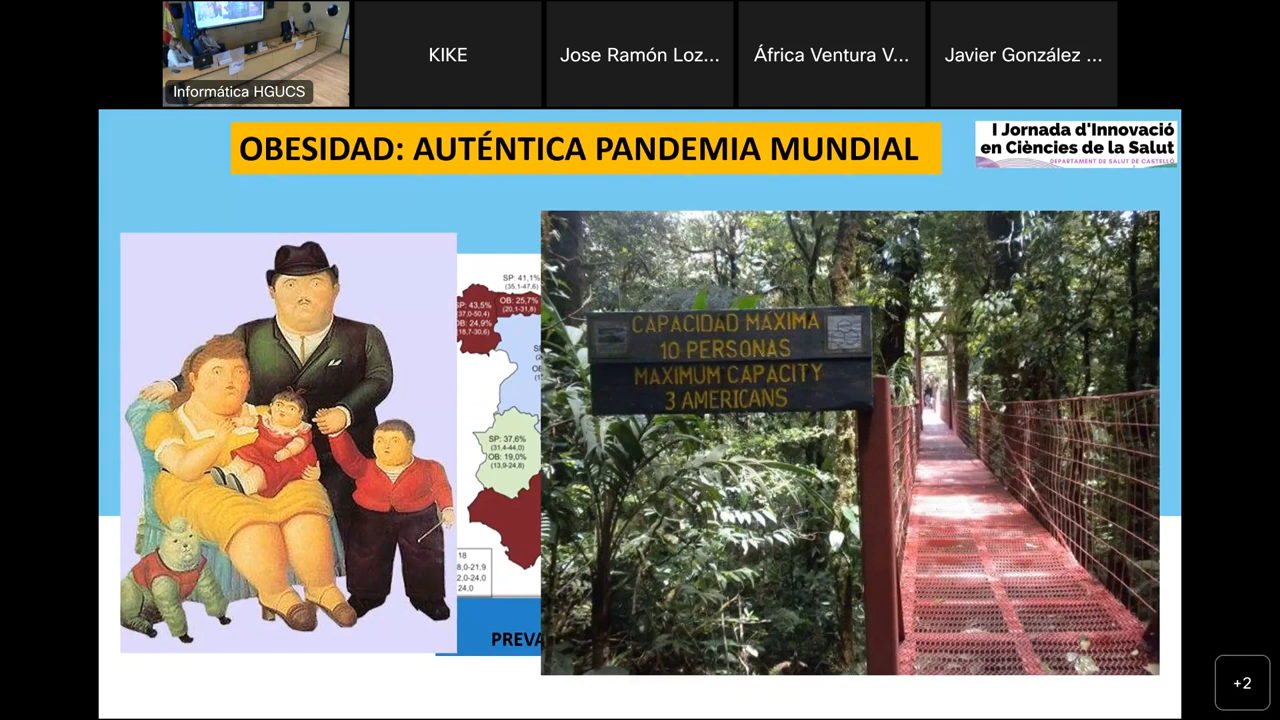 KIKE
Jose Ramón Loz...
África Ventura V...
Javier González ...
Informática HGUCS
OBESIDAD: AUTÉNTICA PANDEMIA MUNDIAL
I Jornada d'Innovació
en Ciències de la Salut
DEPARTAMENT DE SALUT DE CASTELLÓ
SP: 41,1%
(35,1-47,6)
SP: 43,5%
(37,0-50,4)
OB: 24,9%
(18,7-30,6)
OB: 25,7%
(20,1-31,8)
SP: 37,6%
(31,4-44,0)
OB: 19,0%
(13,9-24,8)
18
8,0-21,9
2,0-24,0
24,0
PREVA
CAPACIDAD MAXIMA
10 PERSONAS
MAXIMUM CAPACITY
3 AMERICANS
+2